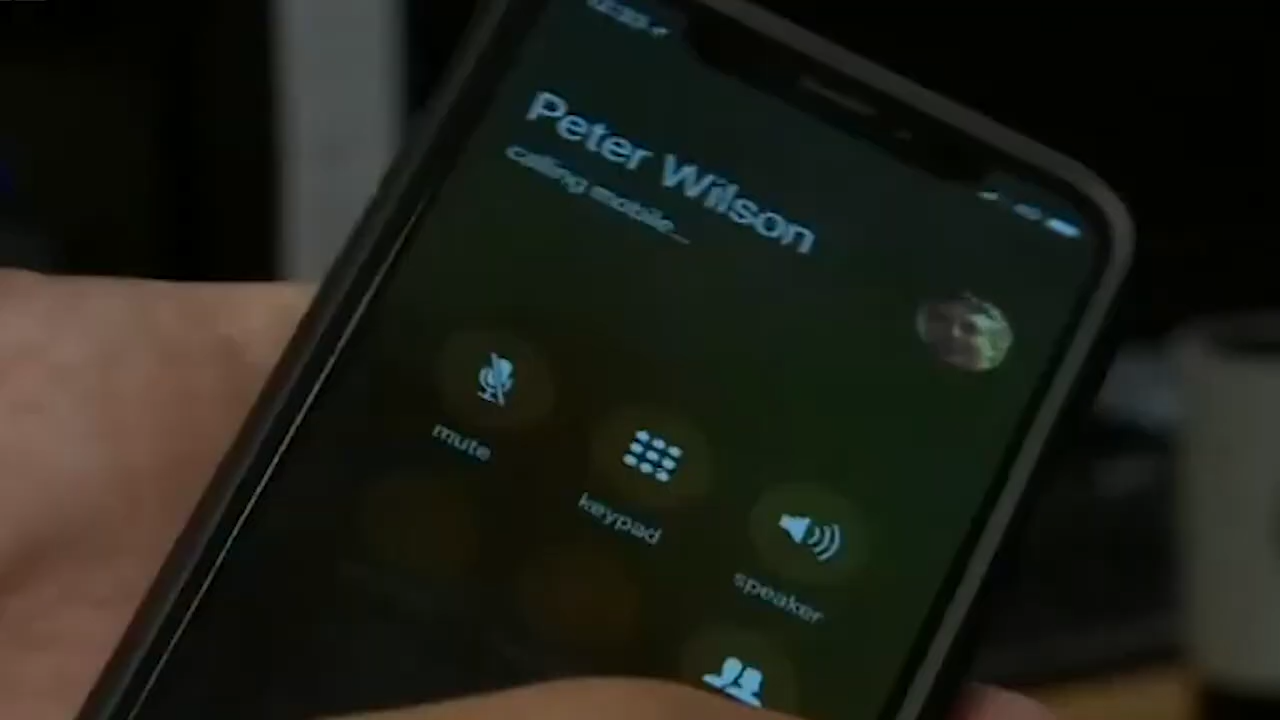 Peter Wilson
calling mobile...
mute
keypad
speaker